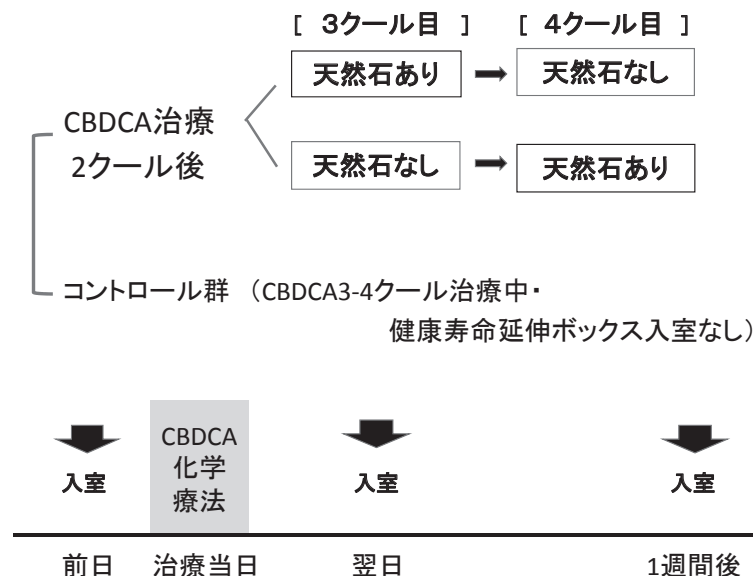 [ 3クール目 ] [ 4クール目 ]
天然石あり 天然石なし
CBDCA治療
2クール後
天然石なし 天然石あり
コントロール群 (CBDCA3-4クール治療中・
健康寿命延伸ボックス入室なし)
CBDCA
化学
療法
入室 入室 入室
前日 治療当日 翌日 1週間後